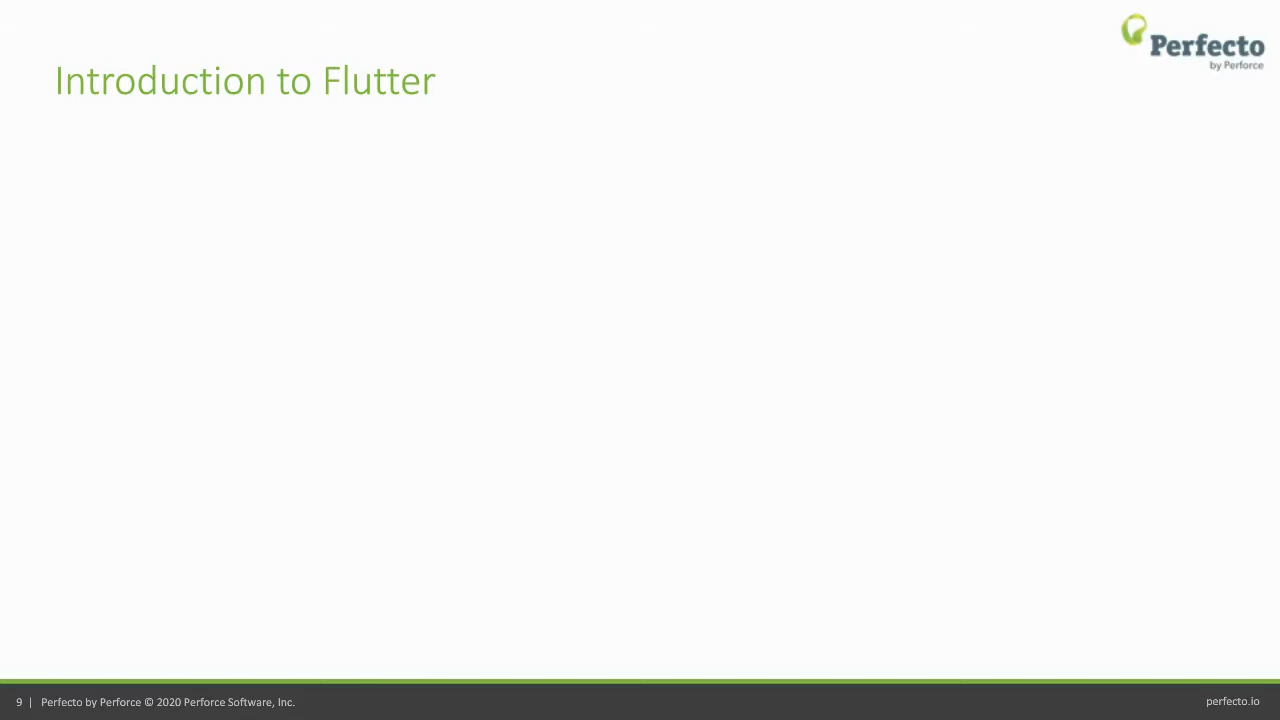 Perfecto
by Perforce
Introduction to Flutter
9 | Perfecto by Perforce © 2020 Perforce Software, Inc.
perfecto.io